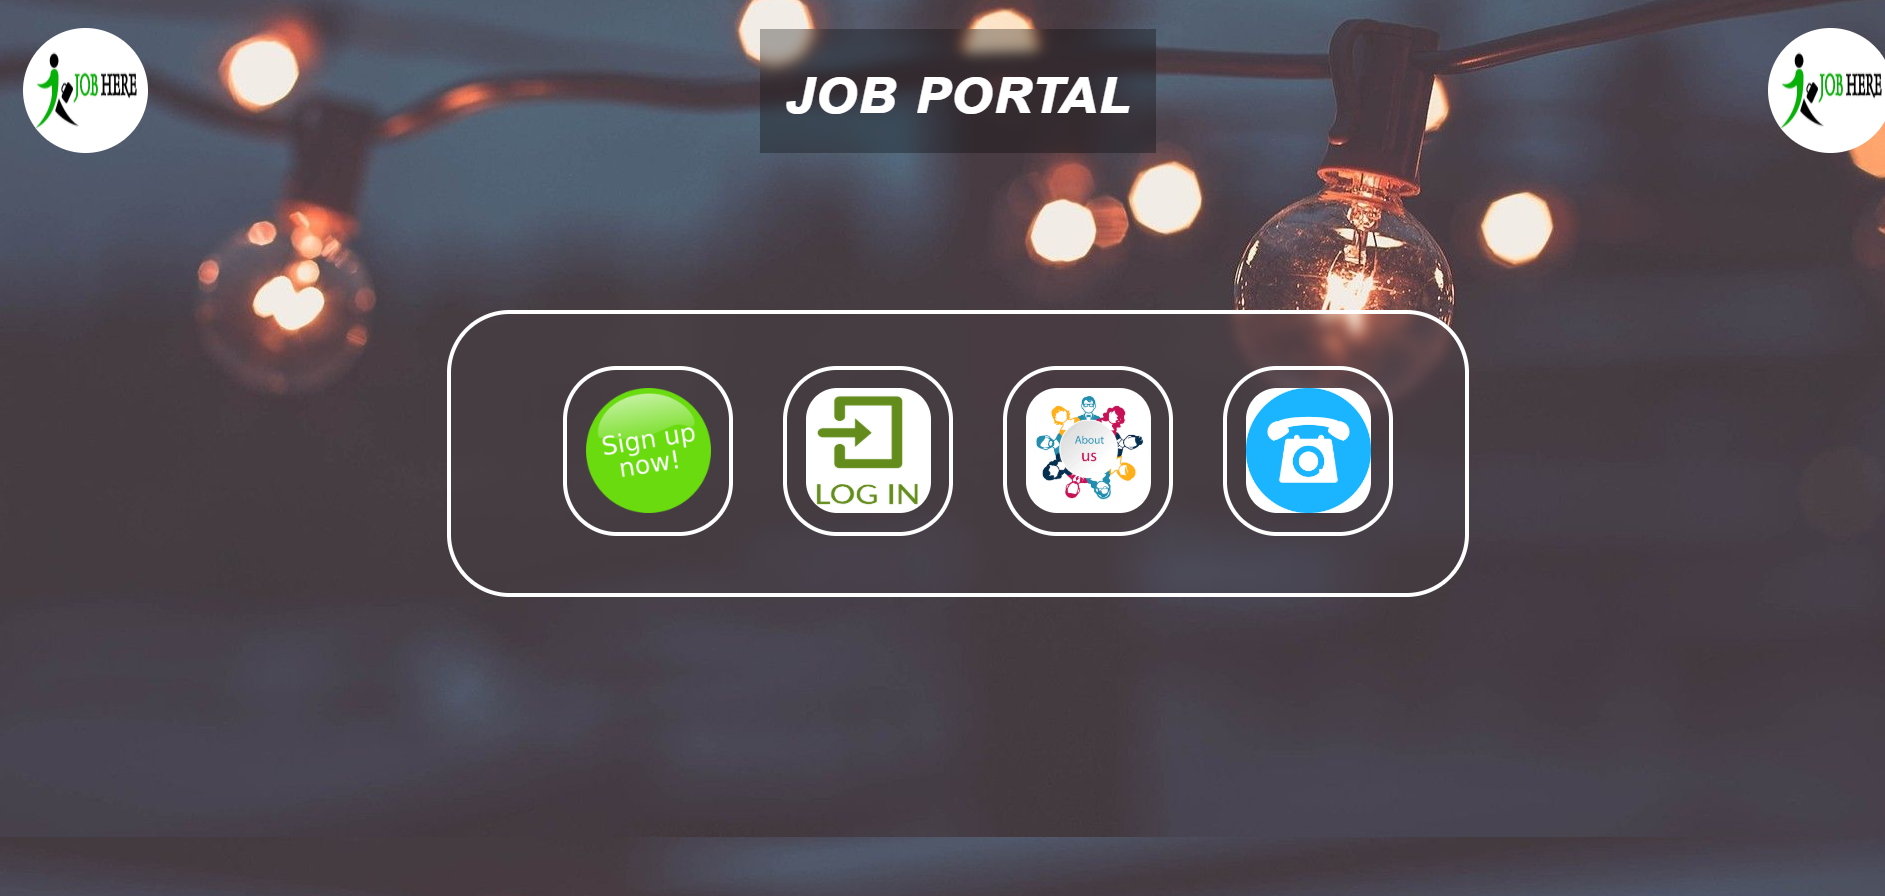 JOB HERE
JOB PORTAL
JOB HERE
Sign up
now!
LOG IN
About
us